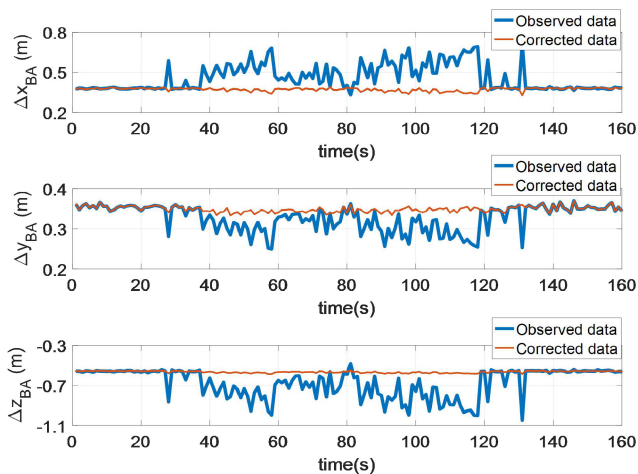 Observed data
Corrected data
Δx_BA (m)
0.8
0.5
0.2
0 20 40 60 80 100 120 140 160
time(s)
Observed data
Corrected data
Δy_BA (m)
0.4
0.3
0.2
0 20 40 60 80 100 120 140 160
time(s)
Observed data
Corrected data
Δz_BA (m)
-0.3
-0.7
-1.1
0 20 40 60 80 100 120 140 160
time(s)